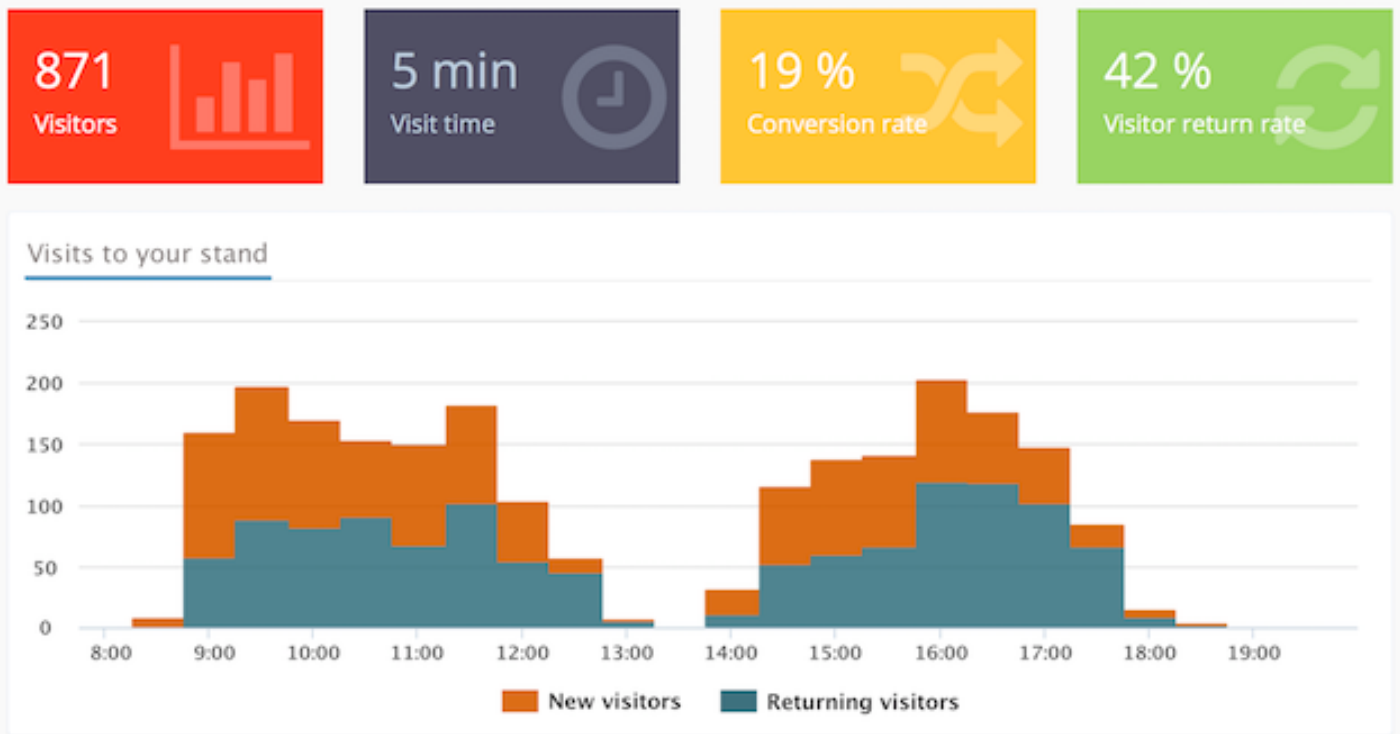 871
Visitors
5 min
Visit time
19 %
Conversion rate
42 %
Visitor return rate
Visits to your stand
250
200
150
100
50
0
8:00 9:00 10:00 11:00 12:00 13:00 14:00 15:00 16:00 17:00 18:00 19:00
New visitors Returning visitors